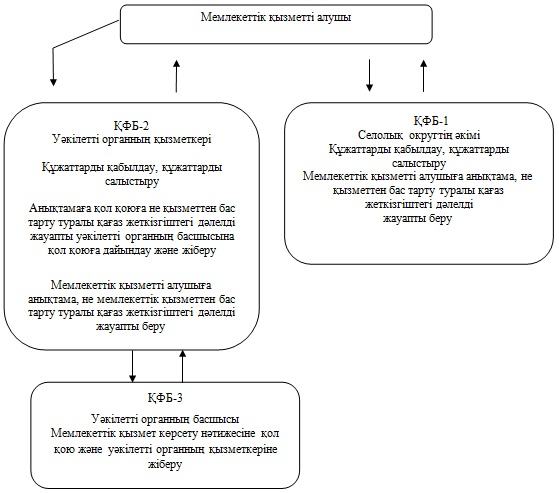 Мемлекеттік қызметті алушы
ҚФБ-2
Уәкілетті органның қызметкері
Құжаттарды қабылдау, құжаттарды
салыстыру
Анықтамаға қол қоюға не қызметтен бас
тарту туралы қағаз жеткізгіштегі дәлелді
жауапты уәкілетті органның басшысына
қол қоюға дайындау және жіберу
Мемлекеттік қызметті алушыға
анықтама, не мемлекеттік қызметтен бас
тарту туралы қағаз жеткізгіштегі дәлелді
жауапты беру
ҚФБ-1
Селолық округтің әкімі
Құжаттарды қабылдау, құжаттарды
салыстыру
Мемлекеттік қызметті алушыға анықтама, не
қызметтен бас тарту туралы қағаз
жеткізгіштегі дәлелді
жауапты беру
ҚФБ-3
Уәкілетті органның басшысы
Мемлекеттік қызмет көрсету нәтижесіне қол
қою және уәкілетті органның қызметкеріне
жіберу